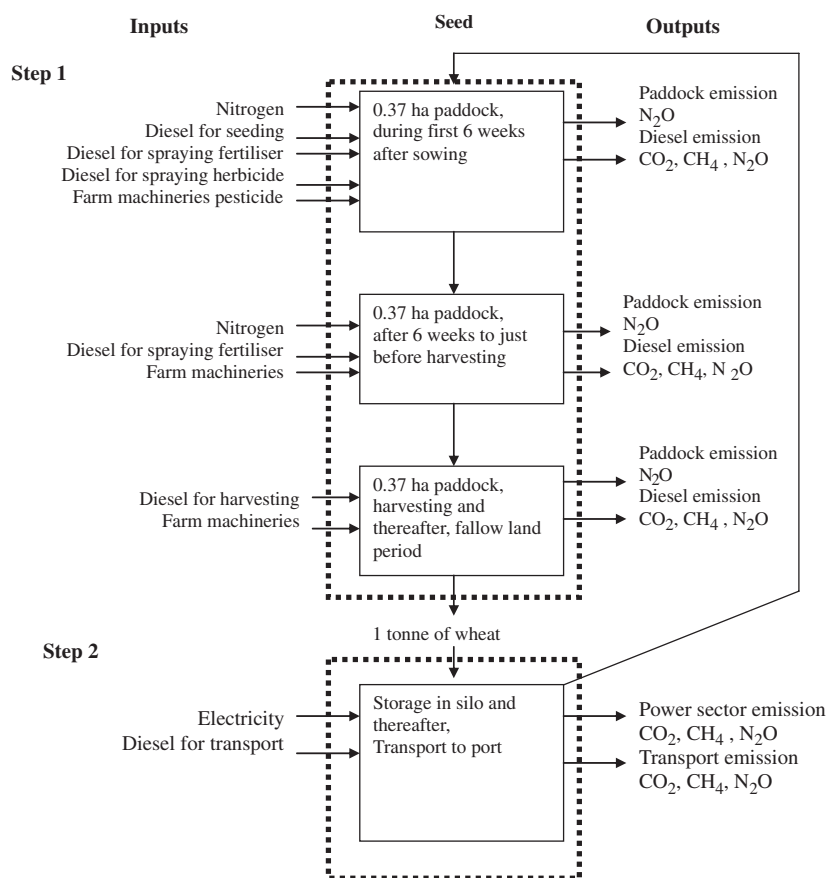 Inputs
Seed
Outputs
Step 1
Nitrogen
Diesel for seeding
Diesel for spraying fertiliser
Diesel for spraying herbicide
Farm machineries pesticide
0.37 ha paddock,
during first 6 weeks
after sowing
Paddock emission
N₂O
Diesel emission
CO₂, CH₄ , N₂O
Nitrogen
Diesel for spraying fertiliser
Farm machineries
0.37 ha paddock,
after 6 weeks to just
before harvesting
Paddock emission
N₂O
Diesel emission
CO₂, CH₄, N ₂O
Diesel for harvesting
Farm machineries
0.37 ha paddock,
harvesting and
thereafter, fallow land
period
Paddock emission
N₂O
Diesel emission
CO₂, CH₄ , N₂O
1 tonne of wheat
Step 2
Electricity
Diesel for transport
Storage in silo and
thereafter,
Transport to port
Power sector emission
CO₂, CH₄ , N₂O
Transport emission
CO₂, CH₄, N₂O